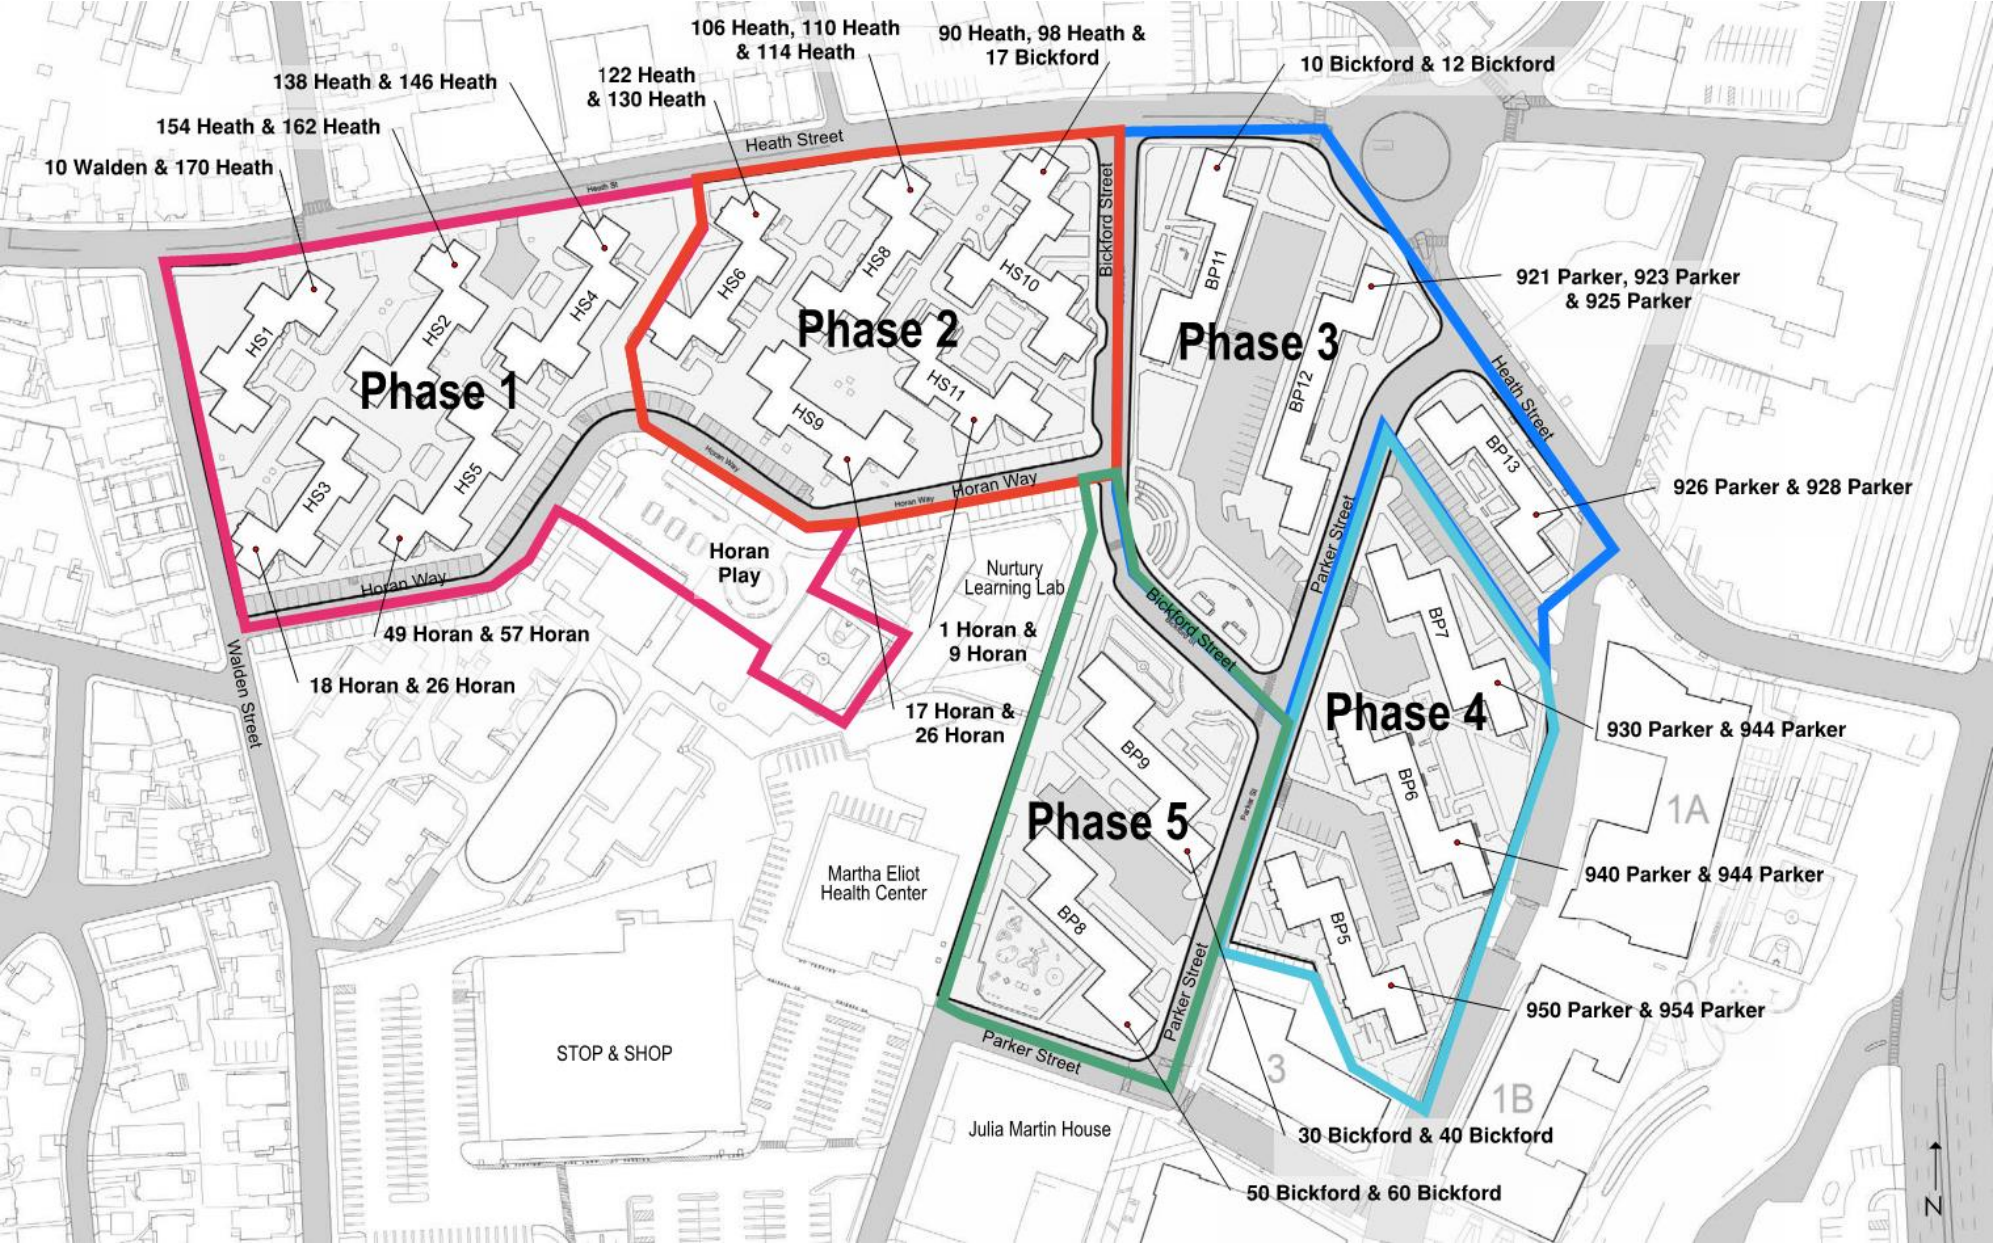 106 Heath, 110 Heath
& 114 Heath
90 Heath, 98 Heath &
17 Bickford
10 Bickford & 12 Bickford
138 Heath & 146 Heath
122 Heath
& 130 Heath
154 Heath & 162 Heath
10 Walden & 170 Heath
Heath Street
Heath St
Bickford Street
HS1
HS2
HS4
HS6
HS8
HS10
BP11
921 Parker, 923 Parker
& 925 Parker
Phase 1
Phase 2
Phase 3
BP12
Heath Street
HS11
HS9
HS3
HS5
BP13
Horan Way
Horan Way
Horan Way
926 Parker & 928 Parker
Horan
Play
Nurtury
Learning Lab
Parker Street
Horan Way
Bickford Street
BP7
49 Horan & 57 Horan
1 Horan &
9 Horan
18 Horan & 26 Horan
Walden Street
17 Horan &
26 Horan
Phase 4
930 Parker & 944 Parker
BP9
BP6
Parker St
Phase 5
1A
Martha Eliot
Health Center
940 Parker & 944 Parker
BP8
BP5
Parker Street
950 Parker & 954 Parker
STOP & SHOP
Parker Street
3
1B
Julia Martin House
30 Bickford & 40 Bickford
50 Bickford & 60 Bickford
N